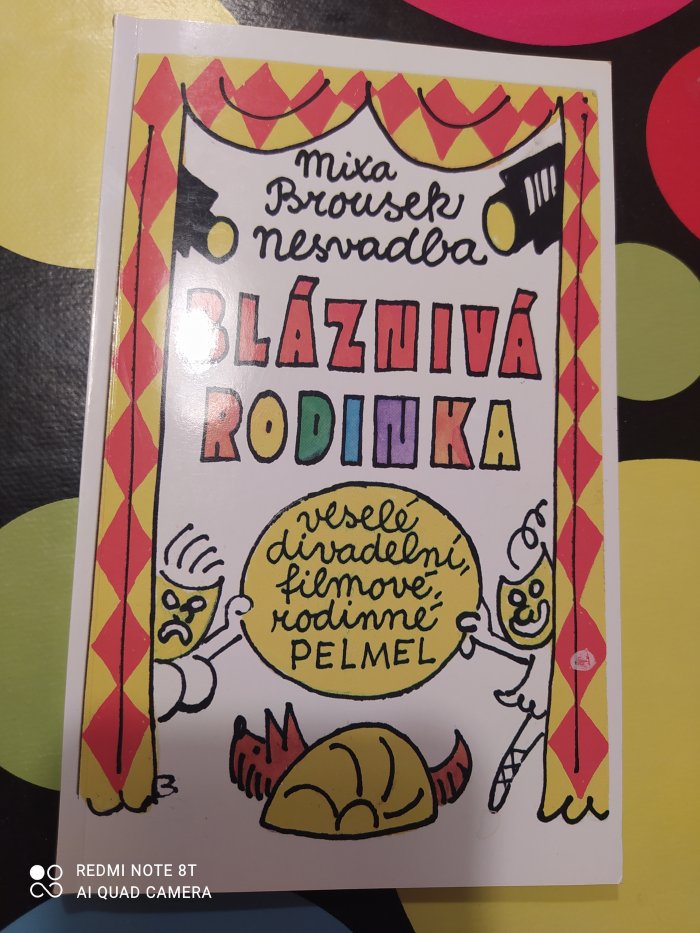 Mixa
Brousek
Nesvadba
BLÁZNIVÁ
RODINKA
veselé
divadelní,
filmové,
rodinné
PELMEL
REDMI NOTE 8T
AI QUAD CAMERA